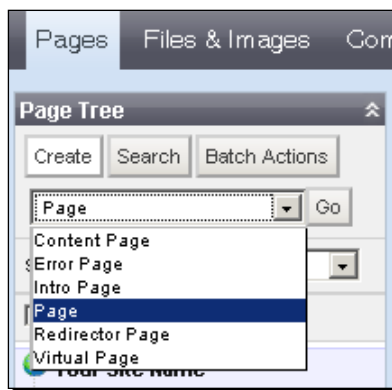 Pages Files & Images Com
Page Tree
Create Search Batch Actions
Page Go
Content Page
Error Page
Intro Page
Page
Redirector Page
Virtual Page
Your Site Name